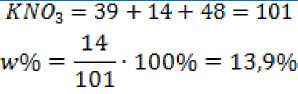 KNO₃ = 39 + 14 + 48 = 101
w% = 14/101 · 100% = 13,9%